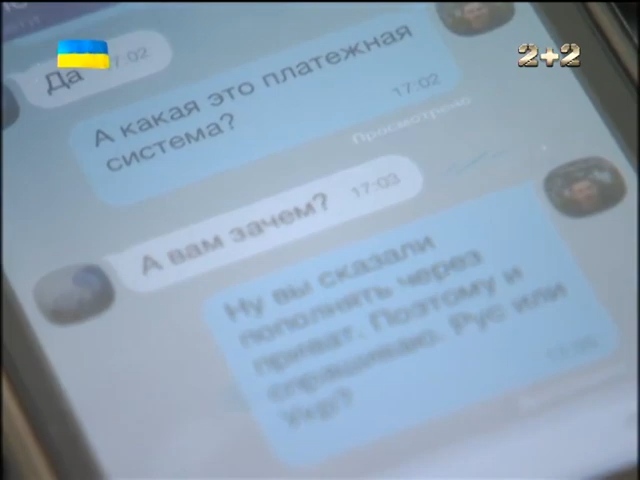 Да 17:02
2+2
А какая это платежная
система?
17:02
Просмотрено
А вам зачем? 17:03
Ну вы сказали
пополнять через
приват. Поэтому и
спрашиваю. Рус или
Укр?